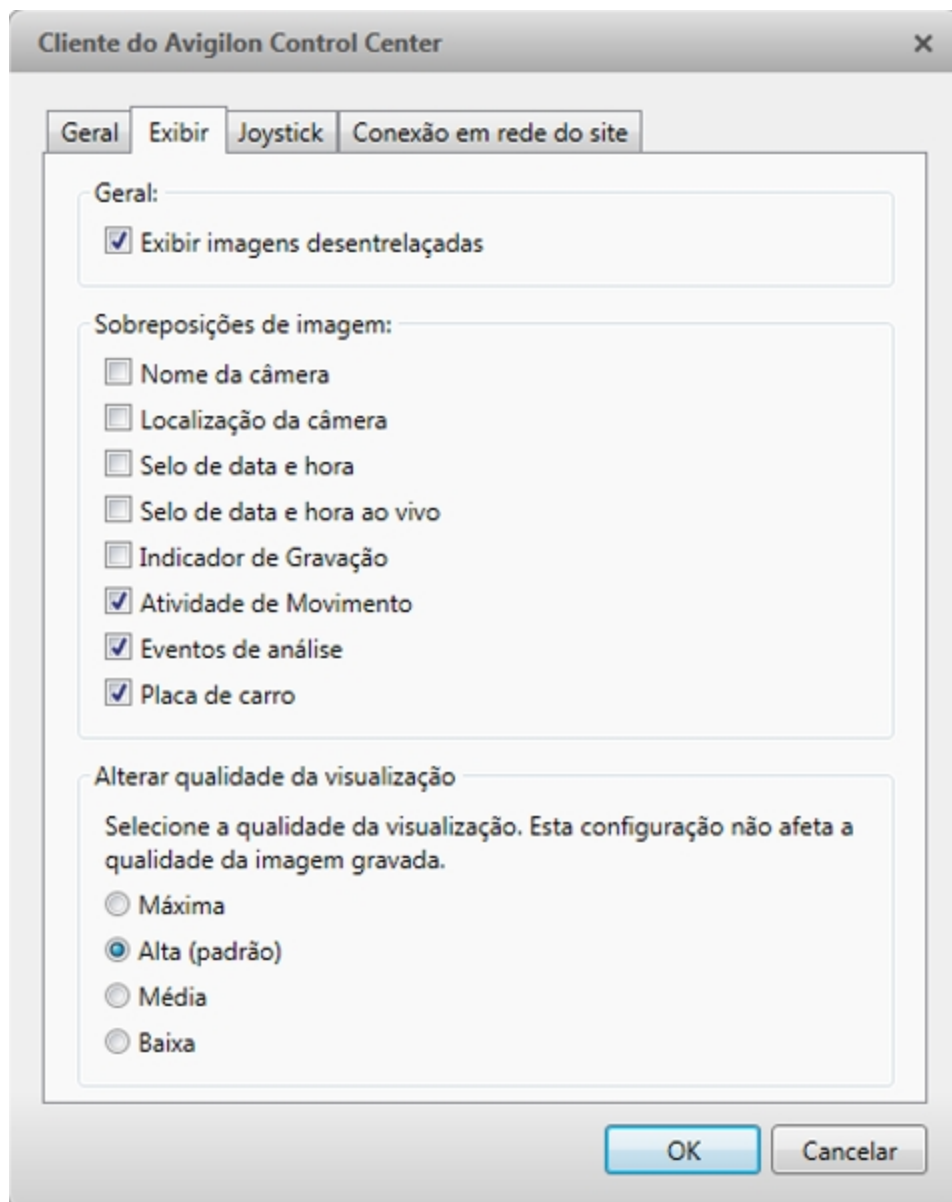 Cliente do Avigilon Control Center
Geral Exibir Joystick Conexão em rede do site
Geral:
Exibir imagens desentrelaçadas
Sobreposições de imagem:
Nome da câmera
Localização da câmera
Selo de data e hora
Selo de data e hora ao vivo
Indicador de Gravação
Atividade de Movimento
Eventos de análise
Placa de carro
Alterar qualidade da visualização
Selecione a qualidade da visualização. Esta configuração não afeta a
qualidade da imagem gravada.
Máxima
Alta (padrão)
Média
Baixa
OK Cancelar